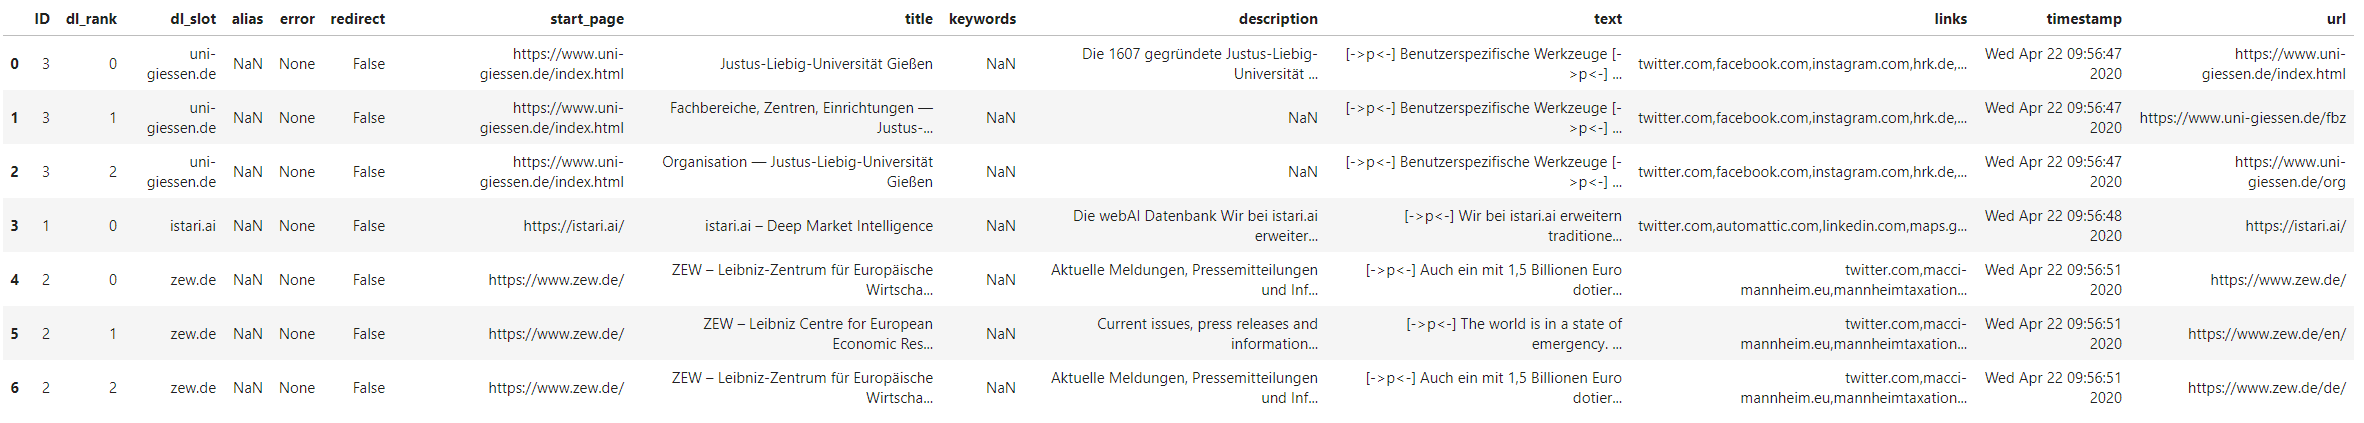 ID dl_rank dl_slot alias error redirect start_page title keywords description text links timestamp url
0 3 0 uni-giessen.de NaN None False https://www.uni-giessen.de/index.html Justus-Liebig-Universität Gießen NaN Die 1607 gegründete Justus-Liebig-Universität ... [->p<-] Benutzerspezifische Werkzeuge [->p<-] ... twitter.com,facebook.com,instagram.com,hrk.de,... Wed Apr 22 09:56:47 2020 https://www.uni-giessen.de/index.html
1 3 1 uni-giessen.de NaN None False https://www.uni-giessen.de/index.html Fachbereiche, Zentren, Einrichtungen — Justus-... NaN NaN [->p<-] Benutzerspezifische Werkzeuge [->p<-] ... twitter.com,facebook.com,instagram.com,hrk.de,... Wed Apr 22 09:56:47 2020 https://www.uni-giessen.de/fbz
2 3 2 uni-giessen.de NaN None False https://www.uni-giessen.de/index.html Organisation — Justus-Liebig-Universität Gießen NaN NaN [->p<-] Benutzerspezifische Werkzeuge [->p<-] ... twitter.com,facebook.com,instagram.com,hrk.de,... Wed Apr 22 09:56:47 2020 https://www.uni-giessen.de/org
3 1 0 istari.ai NaN None False https://istari.ai/ istari.ai – Deep Market Intelligence NaN Die webAI Datenbank Wir bei istari.ai erweiter... [->p<-] Wir bei istari.ai erweitern traditione... twitter.com,automattic.com,linkedin.com,maps.g... Wed Apr 22 09:56:48 2020 https://istari.ai/
4 2 0 zew.de NaN None False https://www.zew.de/ ZEW – Leibniz-Zentrum für Europäische Wirtscha... NaN Aktuelle Meldungen, Pressemitteilungen und Inf... [->p<-] Auch ein mit 1,5 Billionen Euro dotier... twitter.com,macci-mannheim.eu,mannheimtaxation... Wed Apr 22 09:56:51 2020 https://www.zew.de/
5 2 1 zew.de NaN None False https://www.zew.de/ ZEW – Leibniz Centre for European Economic Res... NaN Current issues, press releases and information... [->p<-] The world is in a state of emergency. ... twitter.com,macci-mannheim.eu,mannheimtaxation... Wed Apr 22 09:56:51 2020 https://www.zew.de/en/
6 2 2 zew.de NaN None False https://www.zew.de/ ZEW – Leibniz-Zentrum für Europäische Wirtscha... NaN Aktuelle Meldungen, Pressemitteilungen und Inf... [->p<-] Auch ein mit 1,5 Billionen Euro dotier... twitter.com,macci-mannheim.eu,mannheimtaxation... Wed Apr 22 09:56:51 2020 https://www.zew.de/de/